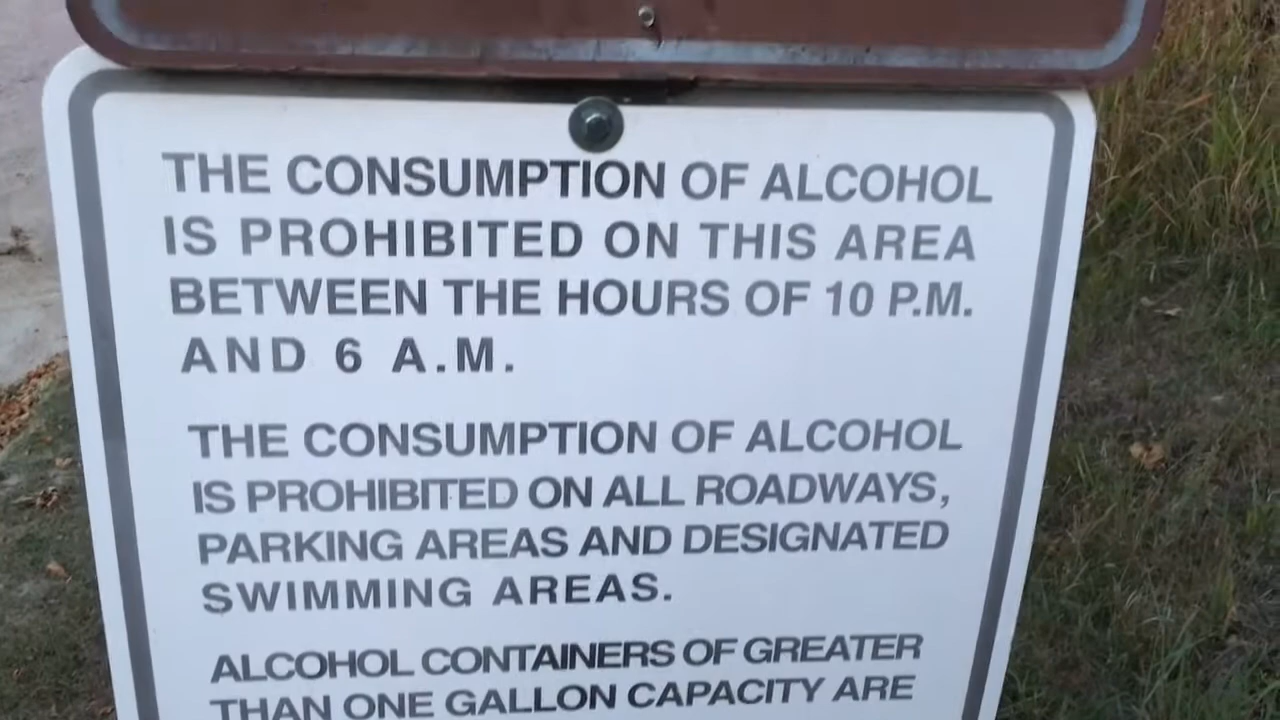 THE CONSUMPTION OF ALCOHOL
IS PROHIBITED ON THIS AREA
BETWEEN THE HOURS OF 10 P.M.
AND 6 A.M.
THE CONSUMPTION OF ALCOHOL
IS PROHIBITED ON ALL ROADWAYS,
PARKING AREAS AND DESIGNATED
SWIMMING AREAS.
ALCOHOL CONTAINERS OF GREATER
THAN ONE GALLON CAPACITY ARE